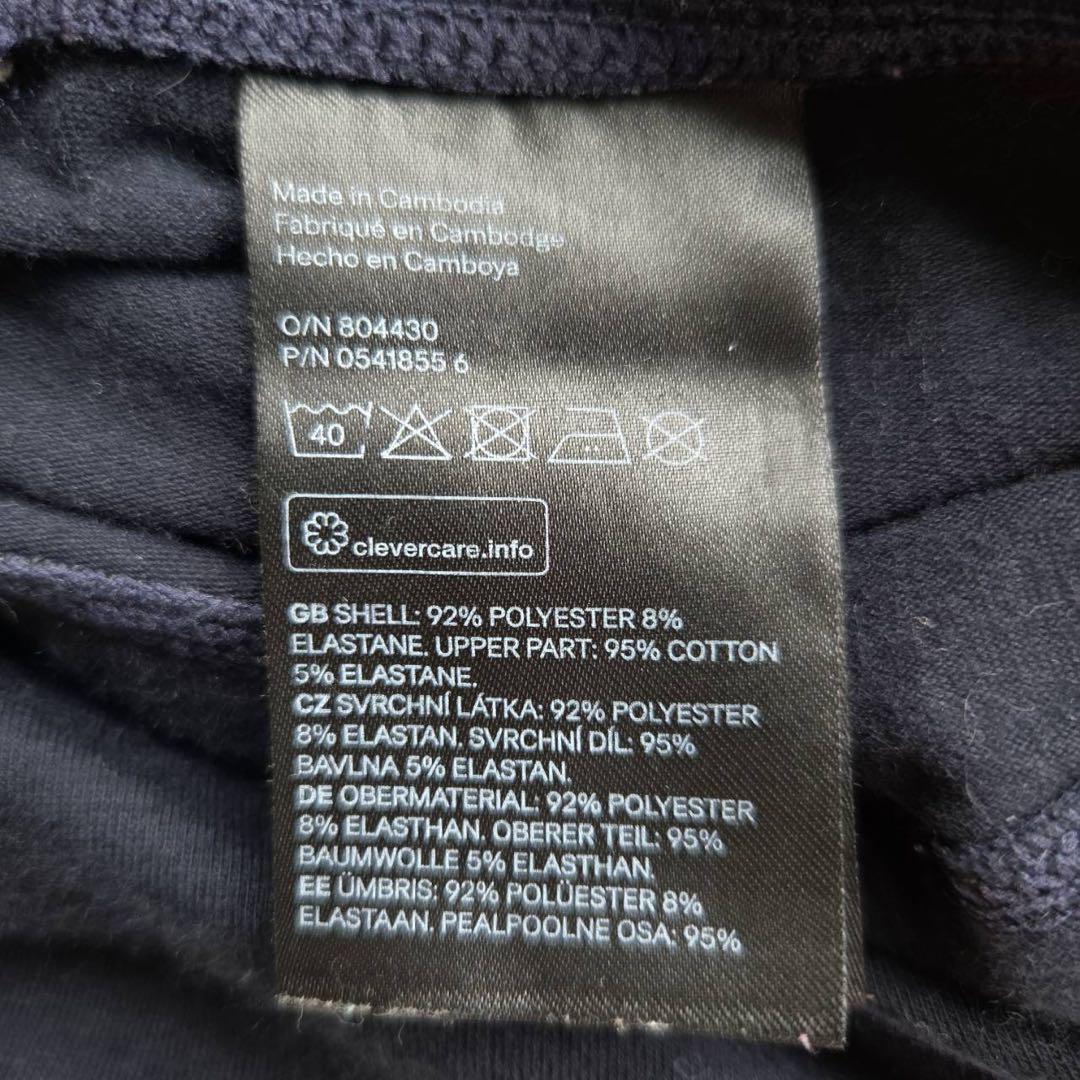 Made in Cambodia
Fabriqué en Cambodge
Hecho en Camboya
O/N 804430
P/N 0541855 6
40
clevercare.info
GB SHELL: 92% POLYESTER 8%
ELASTANE. UPPER PART: 95% COTTON
5% ELASTANE.
CZ SVRCHNÍ LÁTKA: 92% POLYESTER
8% ELASTAN. SVRCHNÍ DÍL: 95%
BAVLNA 5% ELASTAN.
DE OBERMATERIAL: 92% POLYESTER
8% ELASTHAN. OBERER TEIL: 95%
BAUMWOLLE 5% ELASTHAN.
EE ÜMBRIS: 92% POLÜESTER 8%
ELASTAAN. PEALPOOLNE OSA: 95%